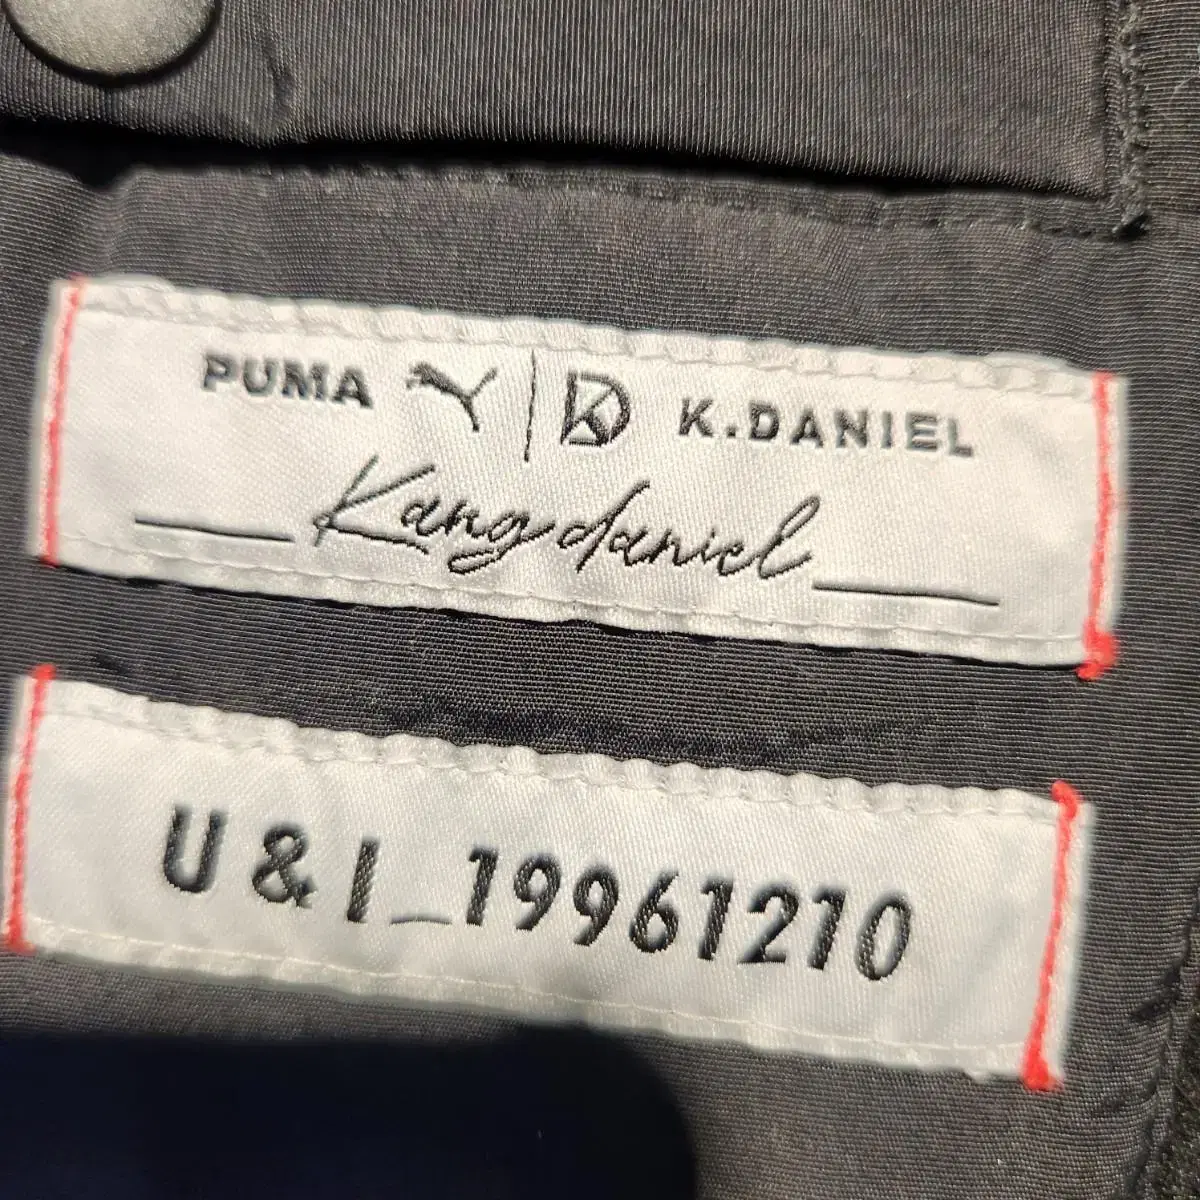 PUMA K.DANIEL
Kangdaniel
U & I_19961210